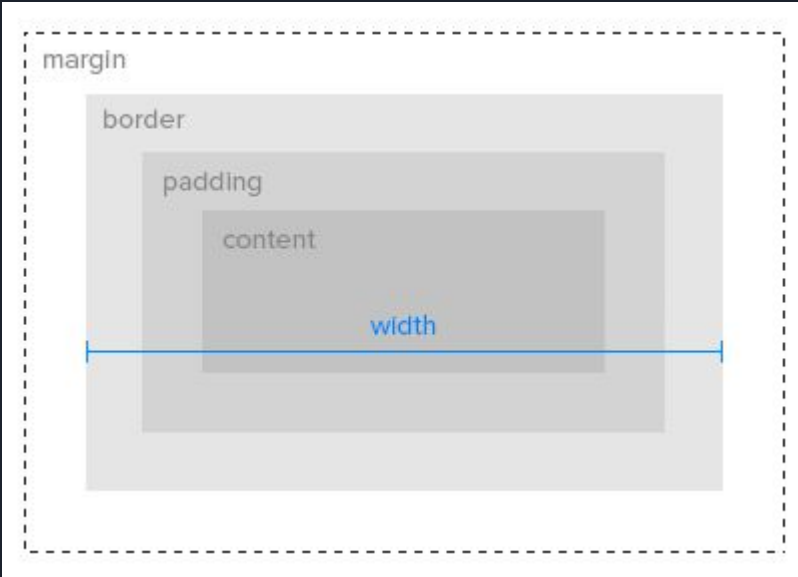 margin
border
padding
content
width